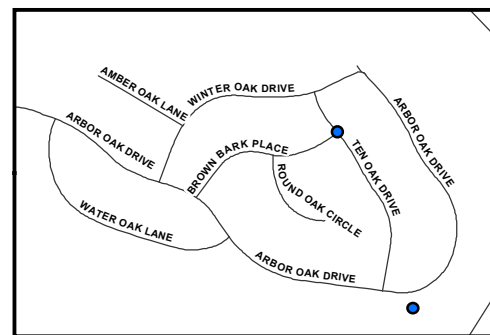 AMBER OAK LANE
WINTER OAK DRIVE
ARBOR OAK DRIVE
ARBOR OAK DRIVE
BROWN BARK PLACE
TEN OAK DRIVE
ROUND OAK CIRCLE
WATER OAK LANE
ARBOR OAK DRIVE